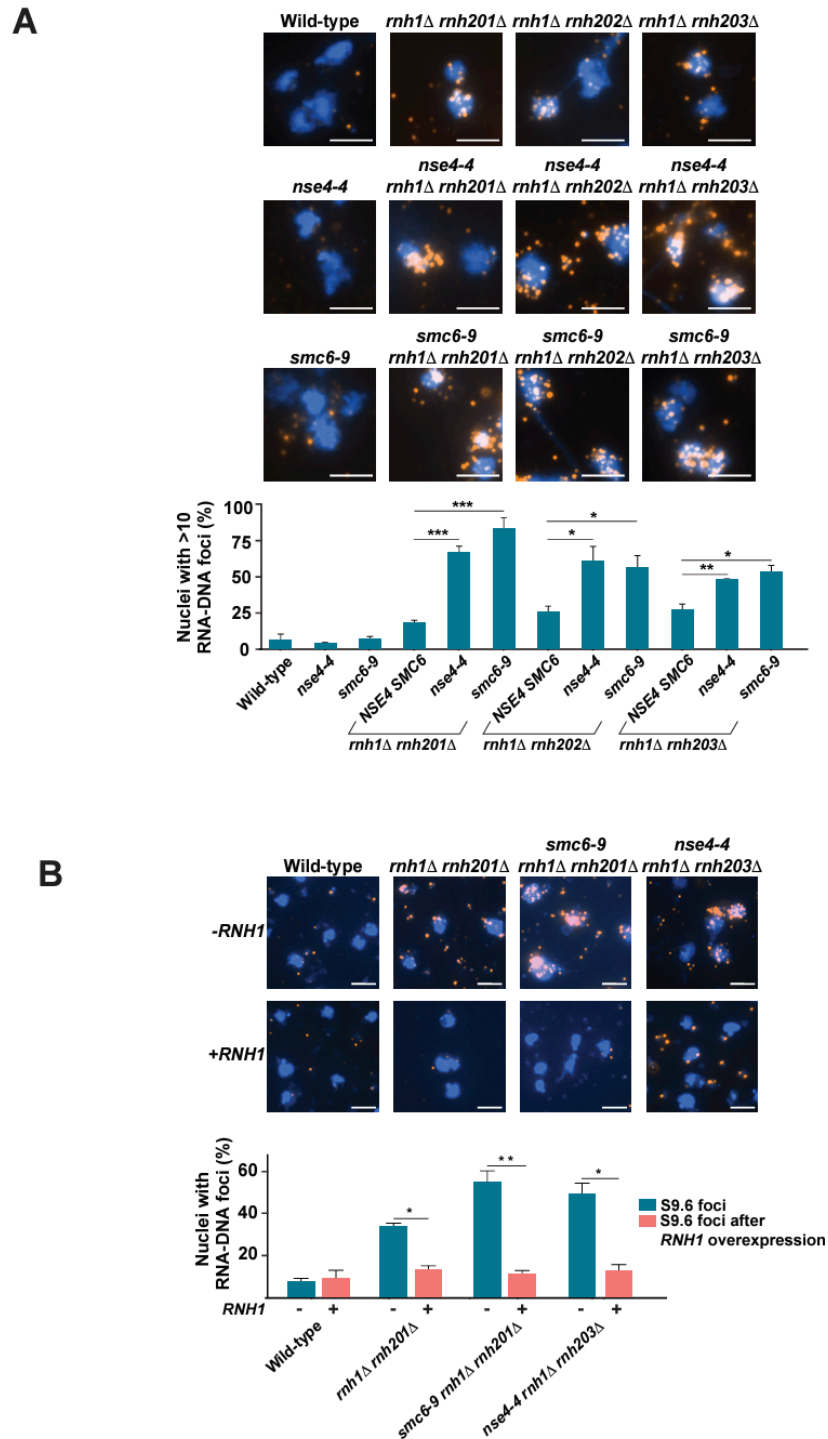 A
Wild-type rnh1Δ rnh201Δ rnh1Δ rnh202Δ rnh1Δ rnh203Δ
nse4-4 nse4-4 nse4-4
nse4-4 rnh1Δ rnh201Δ rnh1Δ rnh202Δ rnh1Δ rnh203Δ
smc6-9 smc6-9 smc6-9
smc6-9 rnh1Δ rnh201Δ rnh1Δ rnh202Δ rnh1Δ rnh203Δ
Nuclei with >10
RNA-DNA foci (%)
100
75
50
25
0
*** *** * * ** *
Wild-type nse4-4 smc6-9 NSE4 SMC6 nse4-4 smc6-9 NSE4 SMC6 nse4-4 smc6-9 NSE4 SMC6 nse4-4 smc6-9
rnh1Δ rnh201Δ rnh1Δ rnh202Δ rnh1Δ rnh203Δ
B
smc6-9 nse4-4
Wild-type rnh1Δ rnh201Δ rnh1Δ rnh201Δ rnh1Δ rnh203Δ
-RNH1
+RNH1
Nuclei with
RNA-DNA foci (%)
60
40
20
* ** *
S9.6 foci
S9.6 foci after
RNH1 overexpression
RNH1 - + - + - + - +
Wild-type rnh1Δ rnh201Δ smc6-9 rnh1Δ rnh201Δ nse4-4 rnh1Δ rnh203Δ